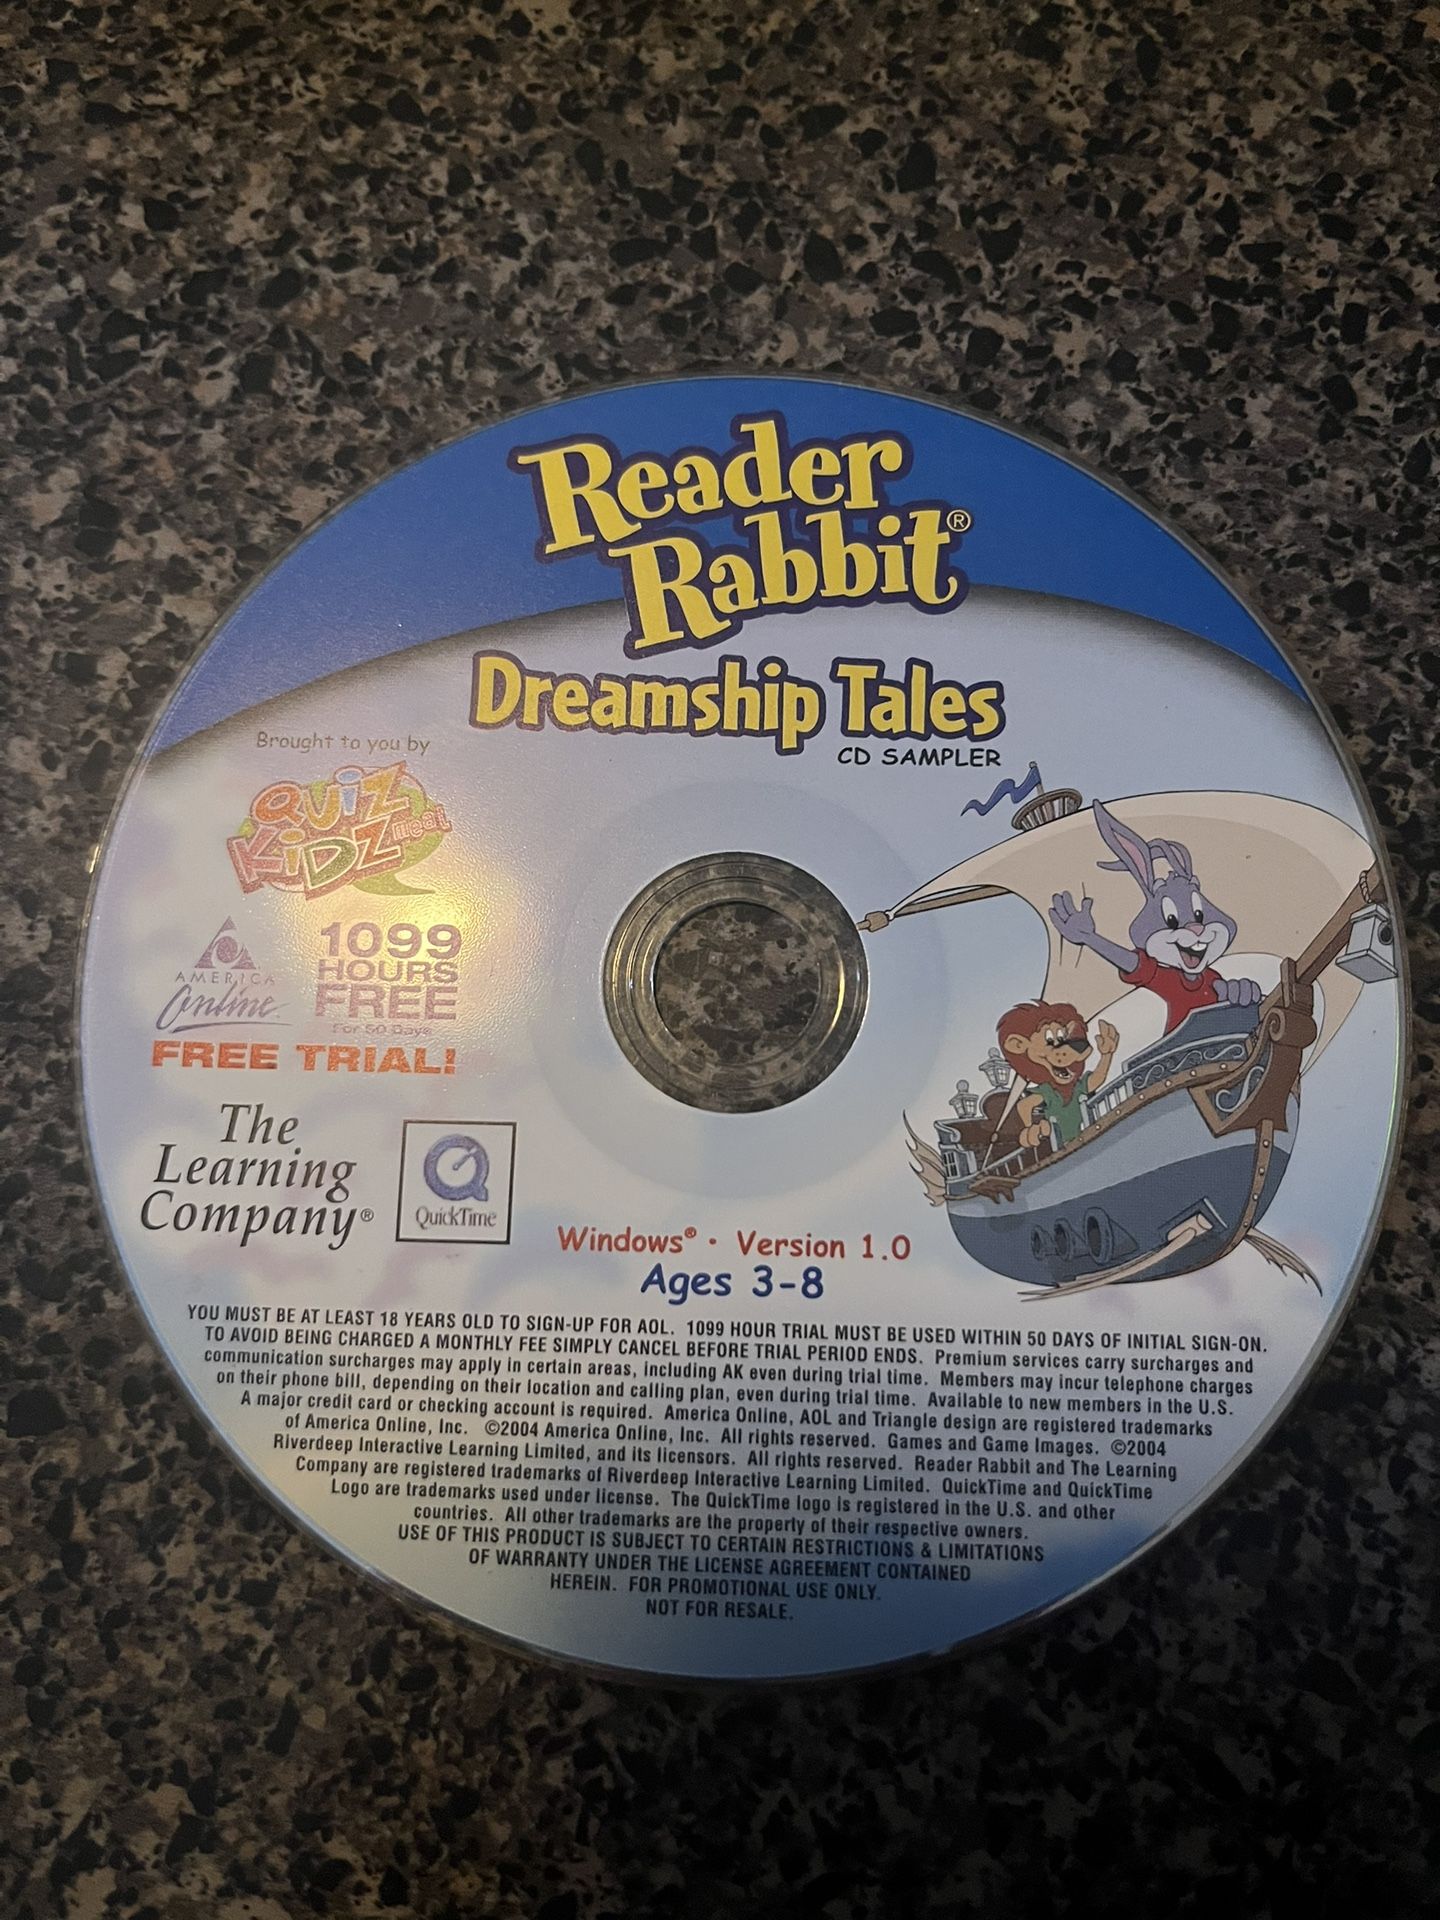 Reader
Rabbit®
Dreamship Tales
CD SAMPLER
Brought to you by
QUIZ
KIDZ meal
AMERICA
Online
1099
HOURS
FREE
For 50 Days
FREE TRIAL!
The
Learning
Company®
QuickTime
Windows® • Version 1.0
Ages 3-8
YOU MUST BE AT LEAST 18 YEARS OLD TO SIGN-UP FOR AOL. 1099 HOUR TRIAL MUST BE USED WITHIN 50 DAYS OF INITIAL SIGN-ON.
TO AVOID BEING CHARGED A MONTHLY FEE SIMPLY CANCEL BEFORE TRIAL PERIOD ENDS. Premium services carry surcharges and
communication surcharges may apply in certain areas, including AK even during trial time. Members may incur telephone charges
on their phone bill, depending on their location and calling plan, even during trial time. Available to new members in the U.S.
A major credit card or checking account is required. America Online, AOL and Triangle design are registered trademarks
of America Online, Inc. ©2004 America Online, Inc. All rights reserved. Games and Game Images. ©2004
Riverdeep Interactive Learning Limited, and its licensors. All rights reserved. Reader Rabbit and The Learning
Company are registered trademarks of Riverdeep Interactive Learning Limited. QuickTime and QuickTime
Logo are trademarks used under license. The QuickTime logo is registered in the U.S. and other
countries. All other trademarks are the property of their respective owners.
USE OF THIS PRODUCT IS SUBJECT TO CERTAIN RESTRICTIONS & LIMITATIONS
OF WARRANTY UNDER THE LICENSE AGREEMENT CONTAINED
HEREIN. FOR PROMOTIONAL USE ONLY.
NOT FOR RESALE.